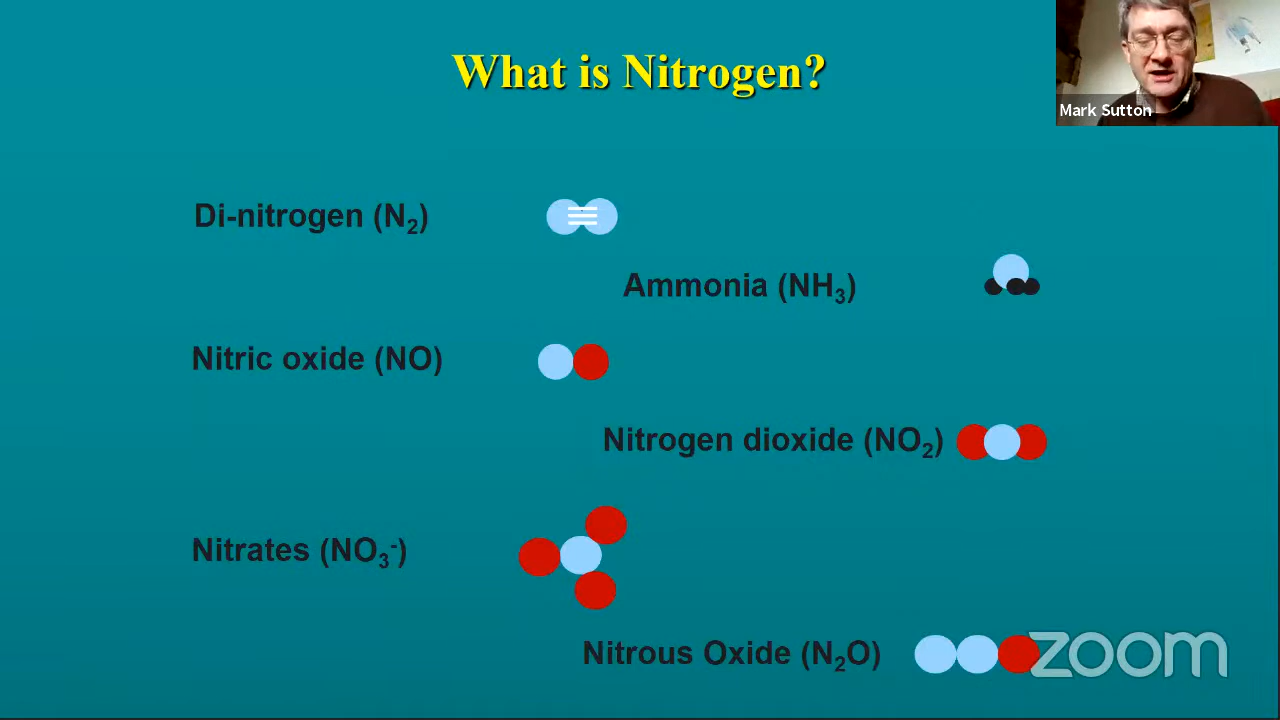 What is Nitrogen?
Mark Sutton
Di-nitrogen (N₂)
Ammonia (NH₃)
Nitric oxide (NO)
Nitrogen dioxide (NO₂)
Nitrates (NO₃⁻)
Nitrous Oxide (N₂O)
zoom